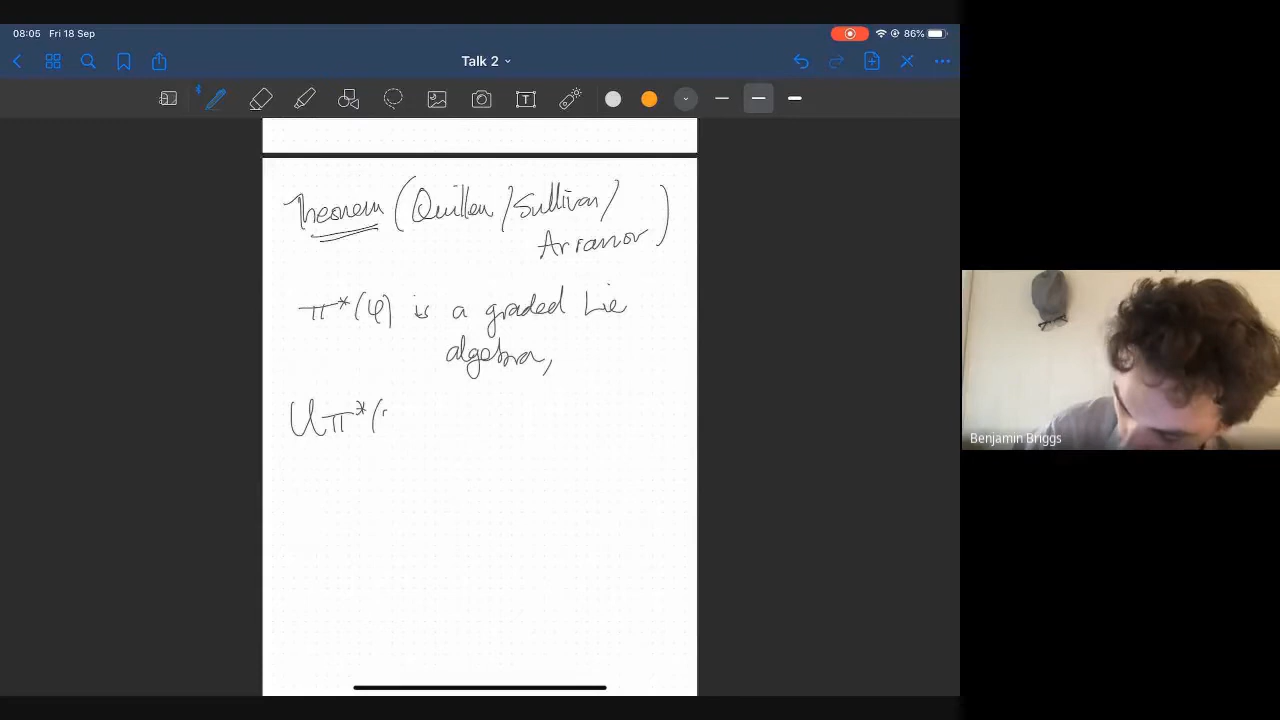 08:05 Fri 18 Sep
86%
Talk 2
T
Theorem (Quillen/Sullivan/
Avramov)
π*(φ) is a graded Lie
algebra,
Uπ*(
Benjamin Briggs